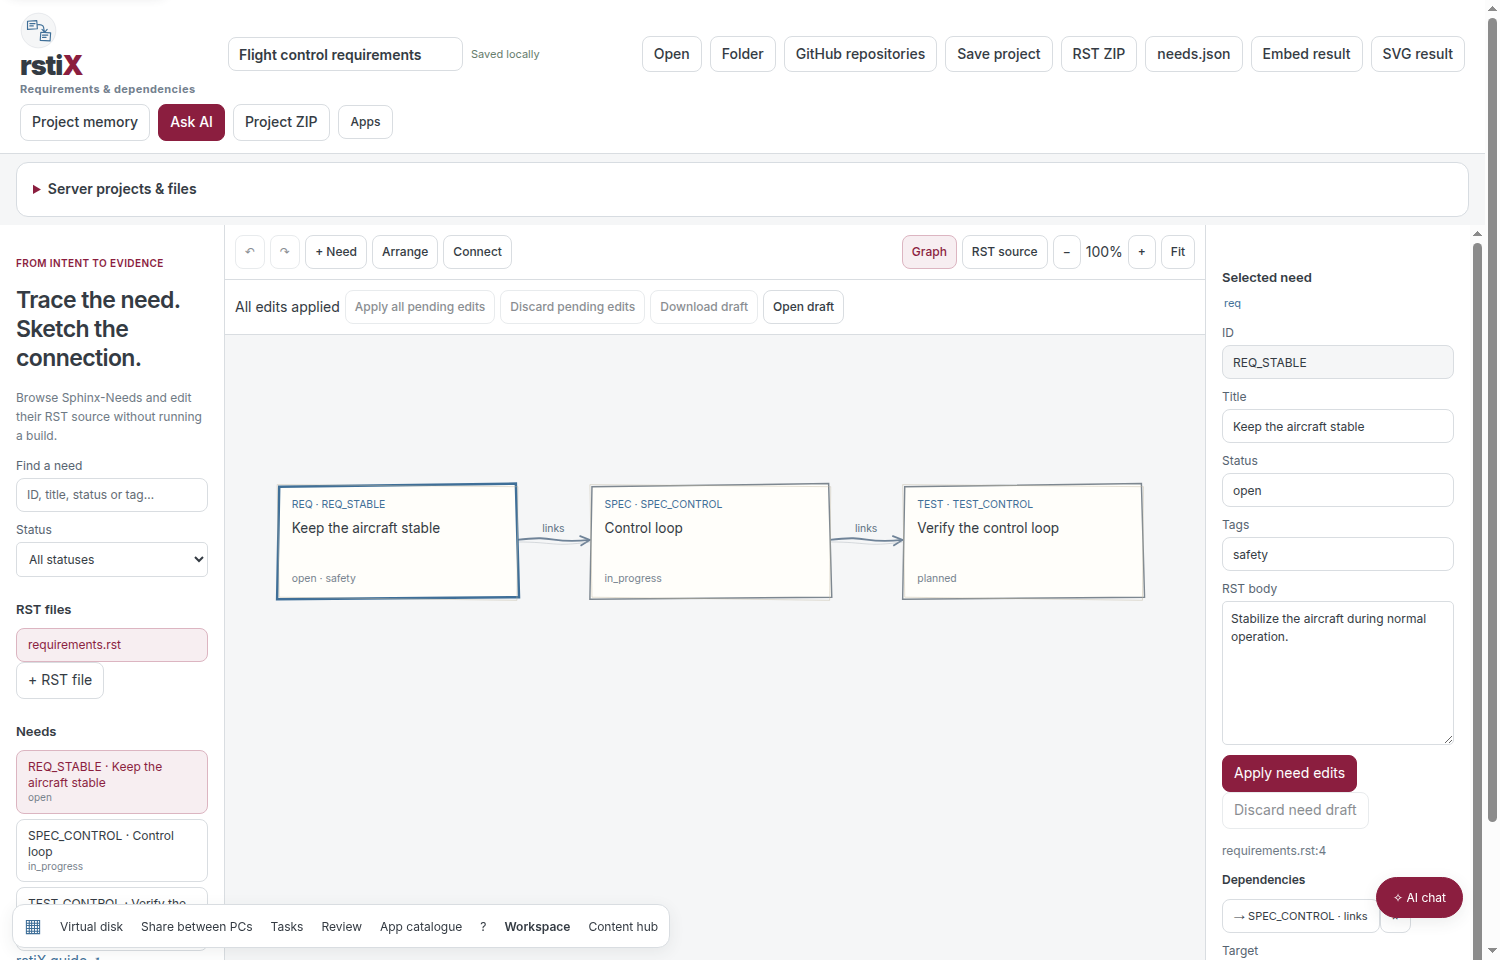 rstiX
Requirements & dependencies
Flight control requirements
Saved locally
Open
Folder
GitHub repositories
Save project
RST ZIP
needs.json
Embed result
SVG result
Project memory
Ask AI
Project ZIP
Apps
Server projects & files
FROM INTENT TO EVIDENCE
Trace the need.
Sketch the
connection.
Browse Sphinx-Needs and edit
their RST source without running
a build.
Find a need
ID, title, status or tag...
Status
All statuses
RST files
requirements.rst
+ RST file
Needs
REQ_STABLE · Keep the
aircraft stable
open
SPEC_CONTROL · Control
loop
in_progress
TEST_CONTROL · Verify the
rstiX guide
↶
↷
+ Need
Arrange
Connect
Graph
RST source
−
100%
+
Fit
All edits applied
Apply all pending edits
Discard pending edits
Download draft
Open draft
REQ · REQ_STABLE
Keep the aircraft stable
open · safety
links
SPEC · SPEC_CONTROL
Control loop
in_progress
links
TEST · TEST_CONTROL
Verify the control loop
planned
Selected need
req
ID
REQ_STABLE
Title
Keep the aircraft stable
Status
open
Tags
safety
RST body
Stabilize the aircraft during normal
operation.
Apply need edits
Discard need draft
requirements.rst:4
Dependencies
→ SPEC_CONTROL · links
Target
✧ AI chat
Virtual disk
Share between PCs
Tasks
Review
App catalogue
?
Workspace
Content hub